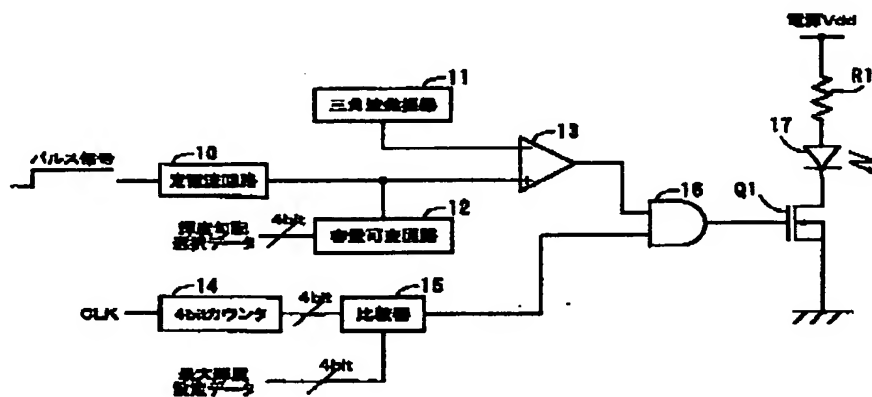 電源Vdd
R1
11
三角波発振器
13
17
パルス信号
10
定電流回路
16
Q1
12
輝度勾配
選択データ
4bit
容量可変回路
14
15
CLK
4bitカウンタ
4bit
比較器
最大輝度
設定データ
4bit